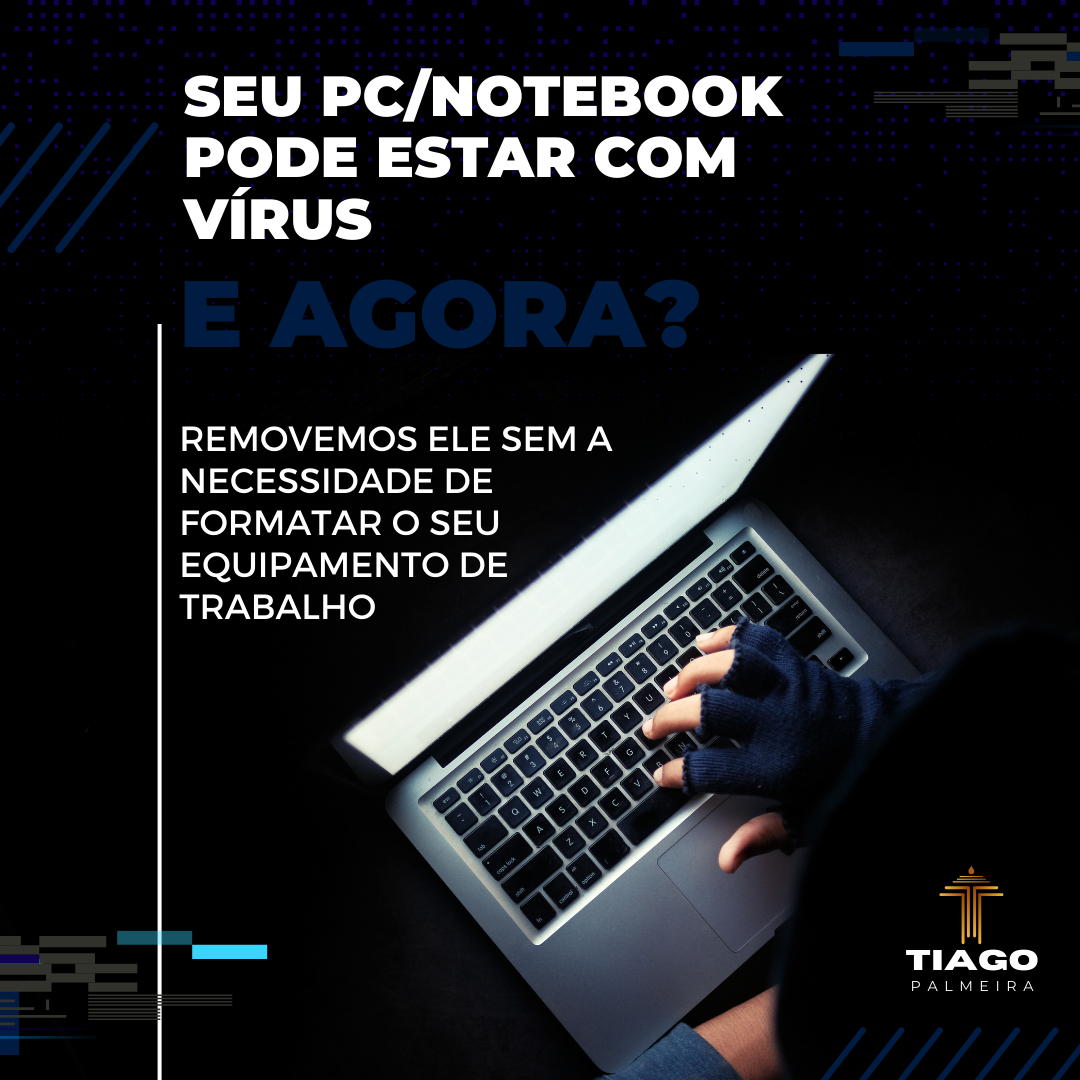 SEU PC/NOTEBOOK
PODE ESTAR COM
VÍRUS
E AGORA?
REMOVEMOS ELE SEM A
NECESSIDADE DE
FORMATAR O SEU
EQUIPAMENTO DE
TRABALHO
TIAGO
PALMEIRA